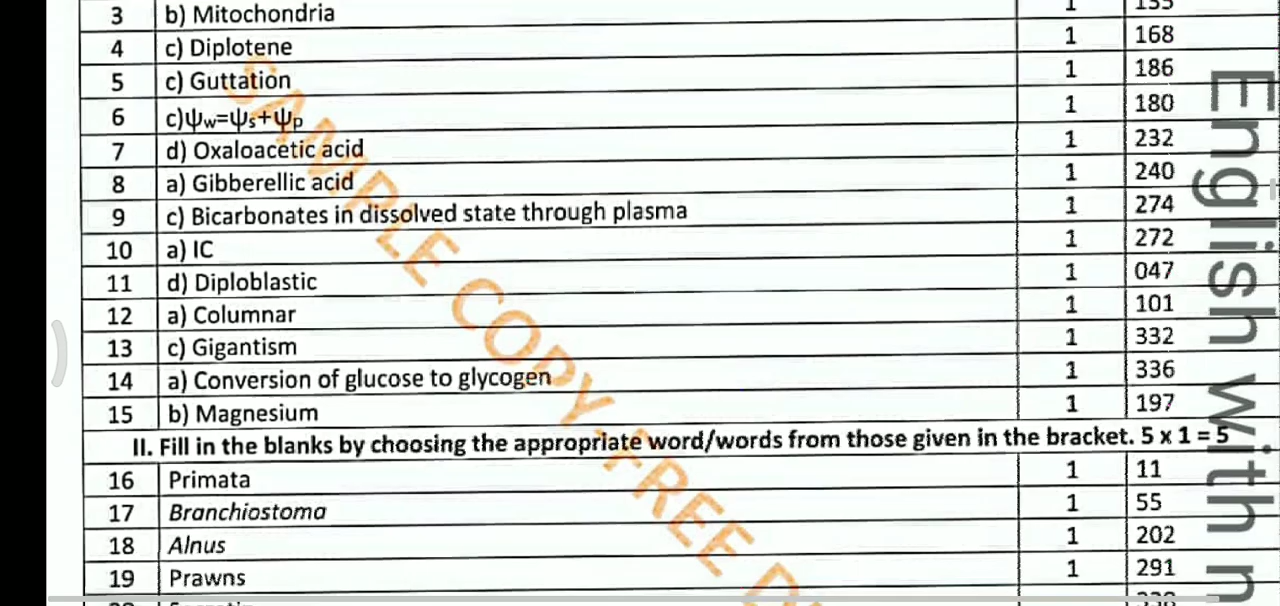 3 b) Mitochondria 1 135
4 c) Diplotene 1 168
5 c) Guttation 1 186
6 c)ψw=ψs+ψp 1 180
7 d) Oxaloacetic acid 1 232
8 a) Gibberellic acid 1 240
9 c) Bicarbonates in dissolved state through plasma 1 274
10 a) IC 1 272
11 d) Diploblastic 1 047
12 a) Columnar 1 101
13 c) Gigantism 1 332
14 a) Conversion of glucose to glycogen 1 336
15 b) Magnesium 1 197
II. Fill in the blanks by choosing the appropriate word/words from those given in the bracket. 5 x 1 = 5
16 Primata 1 11
17 Branchiostoma 1 55
18 Alnus 1 202
19 Prawns 1 291
SAMPLE COPY-FREE
English with